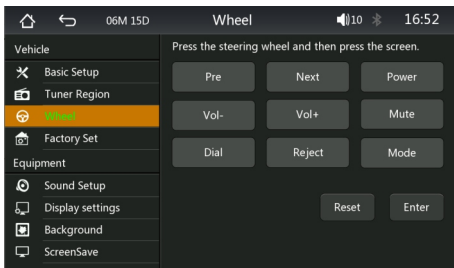 06M 15D Wheel 10 16:52
Vehicle
Basic Setup
Tuner Region
Wheel
Factory Set
Equipment
Sound Setup
Display settings
Background
ScreenSave
Press the steering wheel and then press the screen.
Pre Next Power
Vol- Vol+ Mute
Dial Reject Mode
Reset Enter